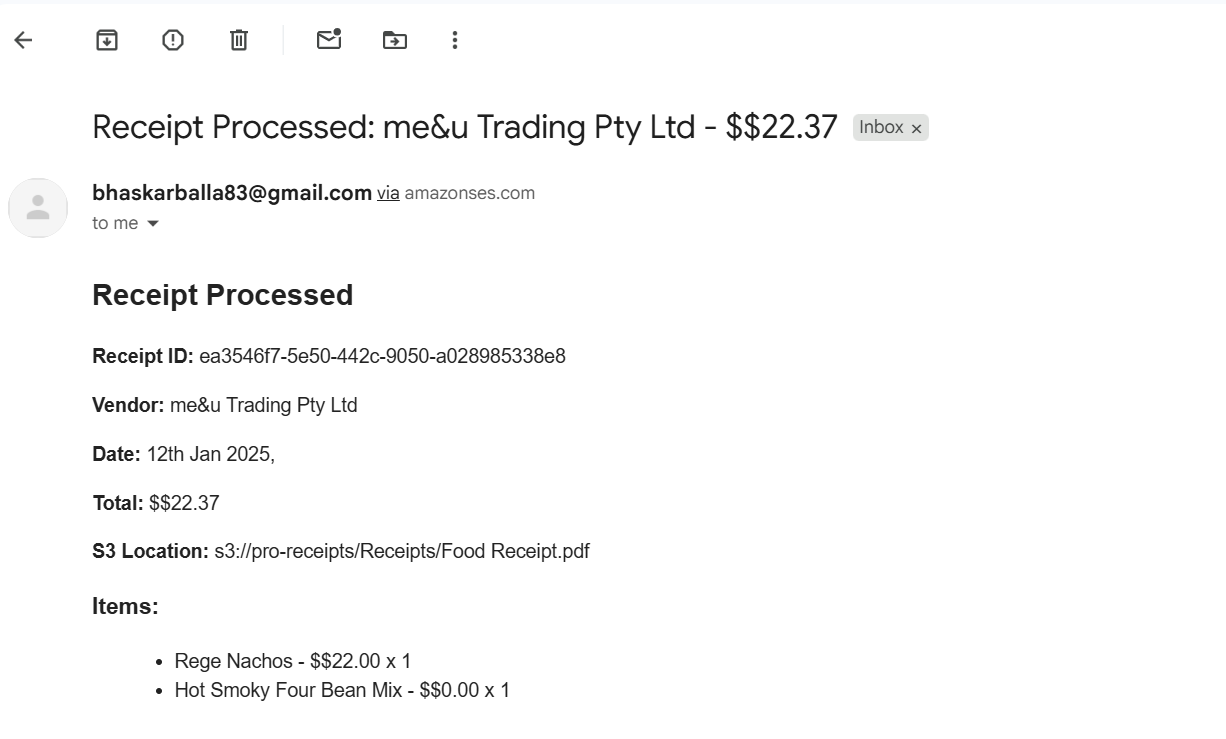 Receipt Processed: me&u Trading Pty Ltd - $$22.37 Inbox ×
bhaskarballa83@gmail.com via amazonses.com
to me
Receipt Processed
Receipt ID: ea3546f7-5e50-442c-9050-a028985338e8
Vendor: me&u Trading Pty Ltd
Date: 12th Jan 2025,
Total: $$22.37
S3 Location: s3://pro-receipts/Receipts/Food Receipt.pdf
Items:
• Rege Nachos - $$22.00 x 1
• Hot Smoky Four Bean Mix - $$0.00 x 1